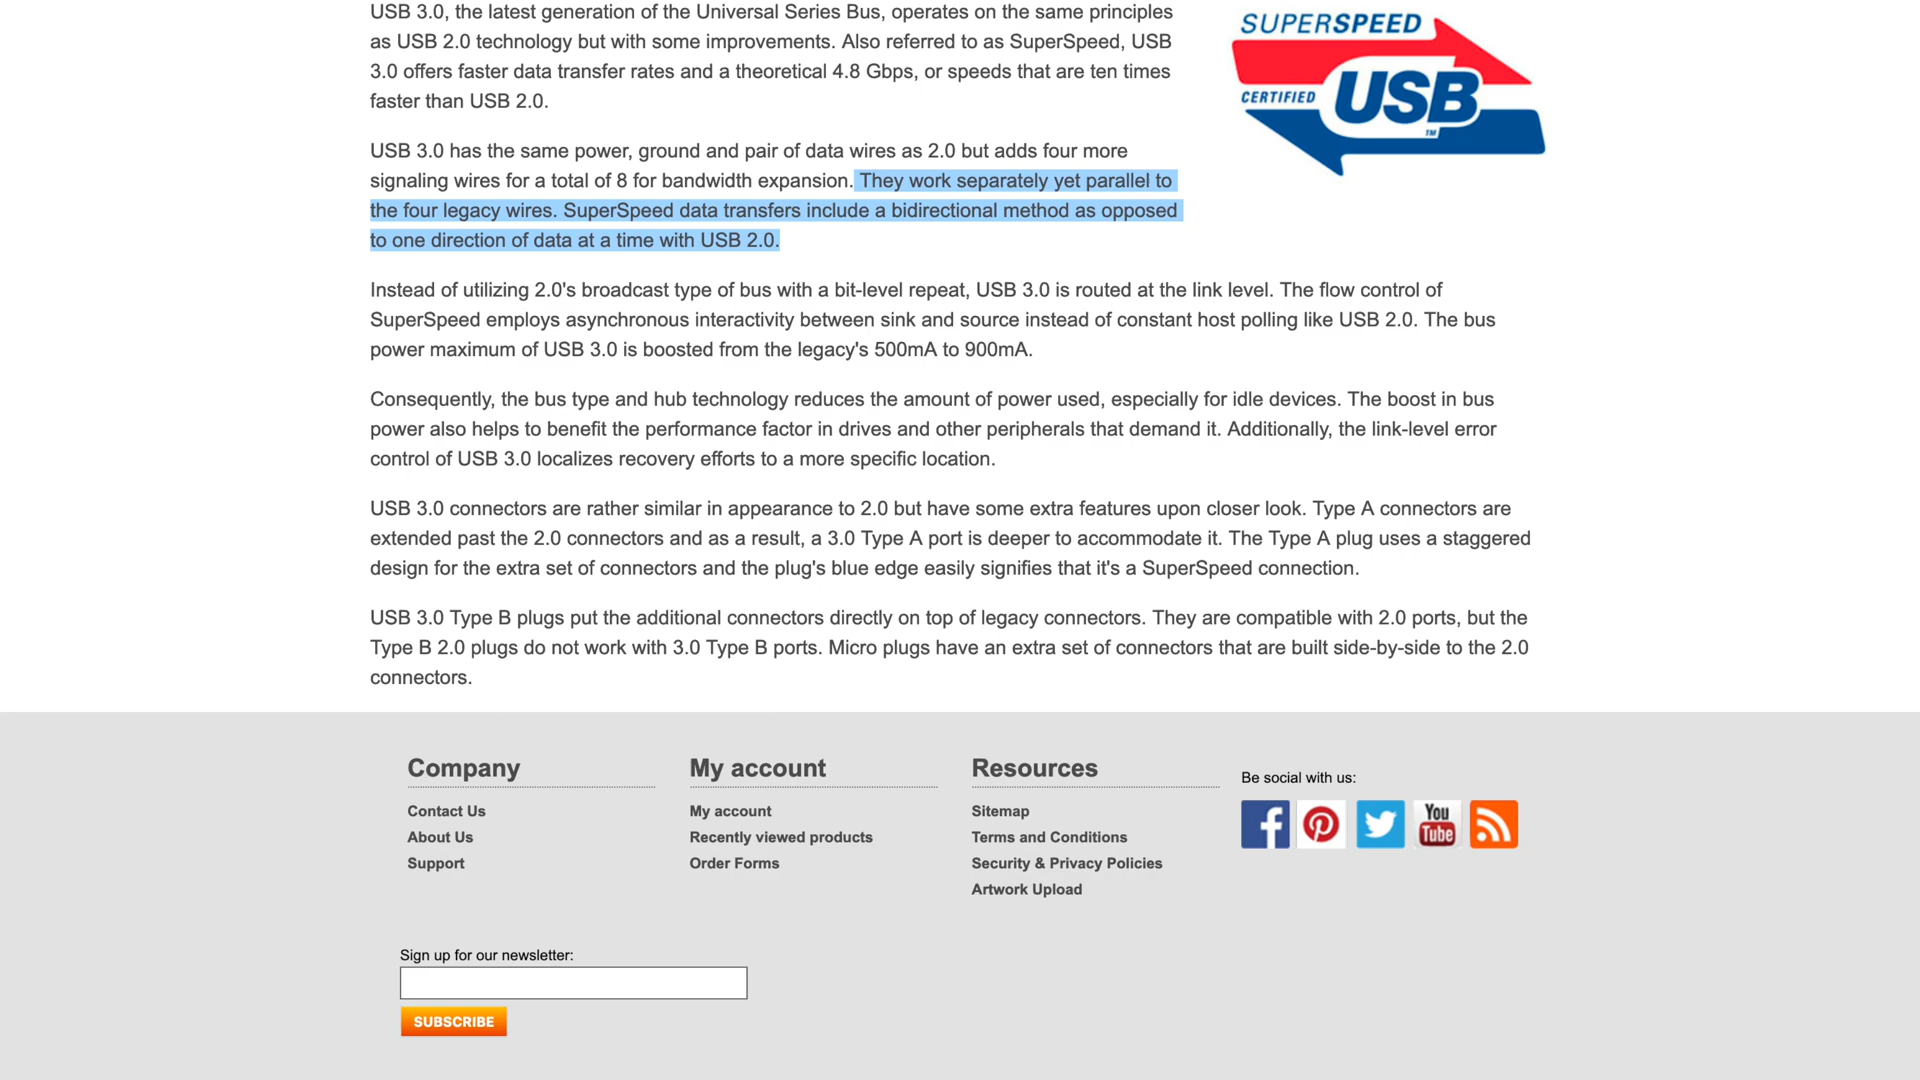 USB 3.0, the latest generation of the Universal Series Bus, operates on the same principles
as USB 2.0 technology but with some improvements. Also referred to as SuperSpeed, USB
3.0 offers faster data transfer rates and a theoretical 4.8 Gbps, or speeds that are ten times
faster than USB 2.0.
SUPERSPEED
CERTIFIED USB
TM
USB 3.0 has the same power, ground and pair of data wires as 2.0 but adds four more
signaling wires for a total of 8 for bandwidth expansion. They work separately yet parallel to
the four legacy wires. SuperSpeed data transfers include a bidirectional method as opposed
to one direction of data at a time with USB 2.0.
Instead of utilizing 2.0's broadcast type of bus with a bit-level repeat, USB 3.0 is routed at the link level. The flow control of
SuperSpeed employs asynchronous interactivity between sink and source instead of constant host polling like USB 2.0. The bus
power maximum of USB 3.0 is boosted from the legacy's 500mA to 900mA.
Consequently, the bus type and hub technology reduces the amount of power used, especially for idle devices. The boost in bus
power also helps to benefit the performance factor in drives and other peripherals that demand it. Additionally, the link-level error
control of USB 3.0 localizes recovery efforts to a more specific location.
USB 3.0 connectors are rather similar in appearance to 2.0 but have some extra features upon closer look. Type A connectors are
extended past the 2.0 connectors and as a result, a 3.0 Type A port is deeper to accommodate it. The Type A plug uses a staggered
design for the extra set of connectors and the plug's blue edge easily signifies that it's a SuperSpeed connection.
USB 3.0 Type B plugs put the additional connectors directly on top of legacy connectors. They are compatible with 2.0 ports, but the
Type B 2.0 plugs do not work with 3.0 Type B ports. Micro plugs have an extra set of connectors that are built side-by-side to the 2.0
connectors.
Company
Contact Us
About Us
Support
My account
My account
Recently viewed products
Order Forms
Resources
Sitemap
Terms and Conditions
Security & Privacy Policies
Artwork Upload
Be social with us:
You
Tube
Sign up for our newsletter:
SUBSCRIBE